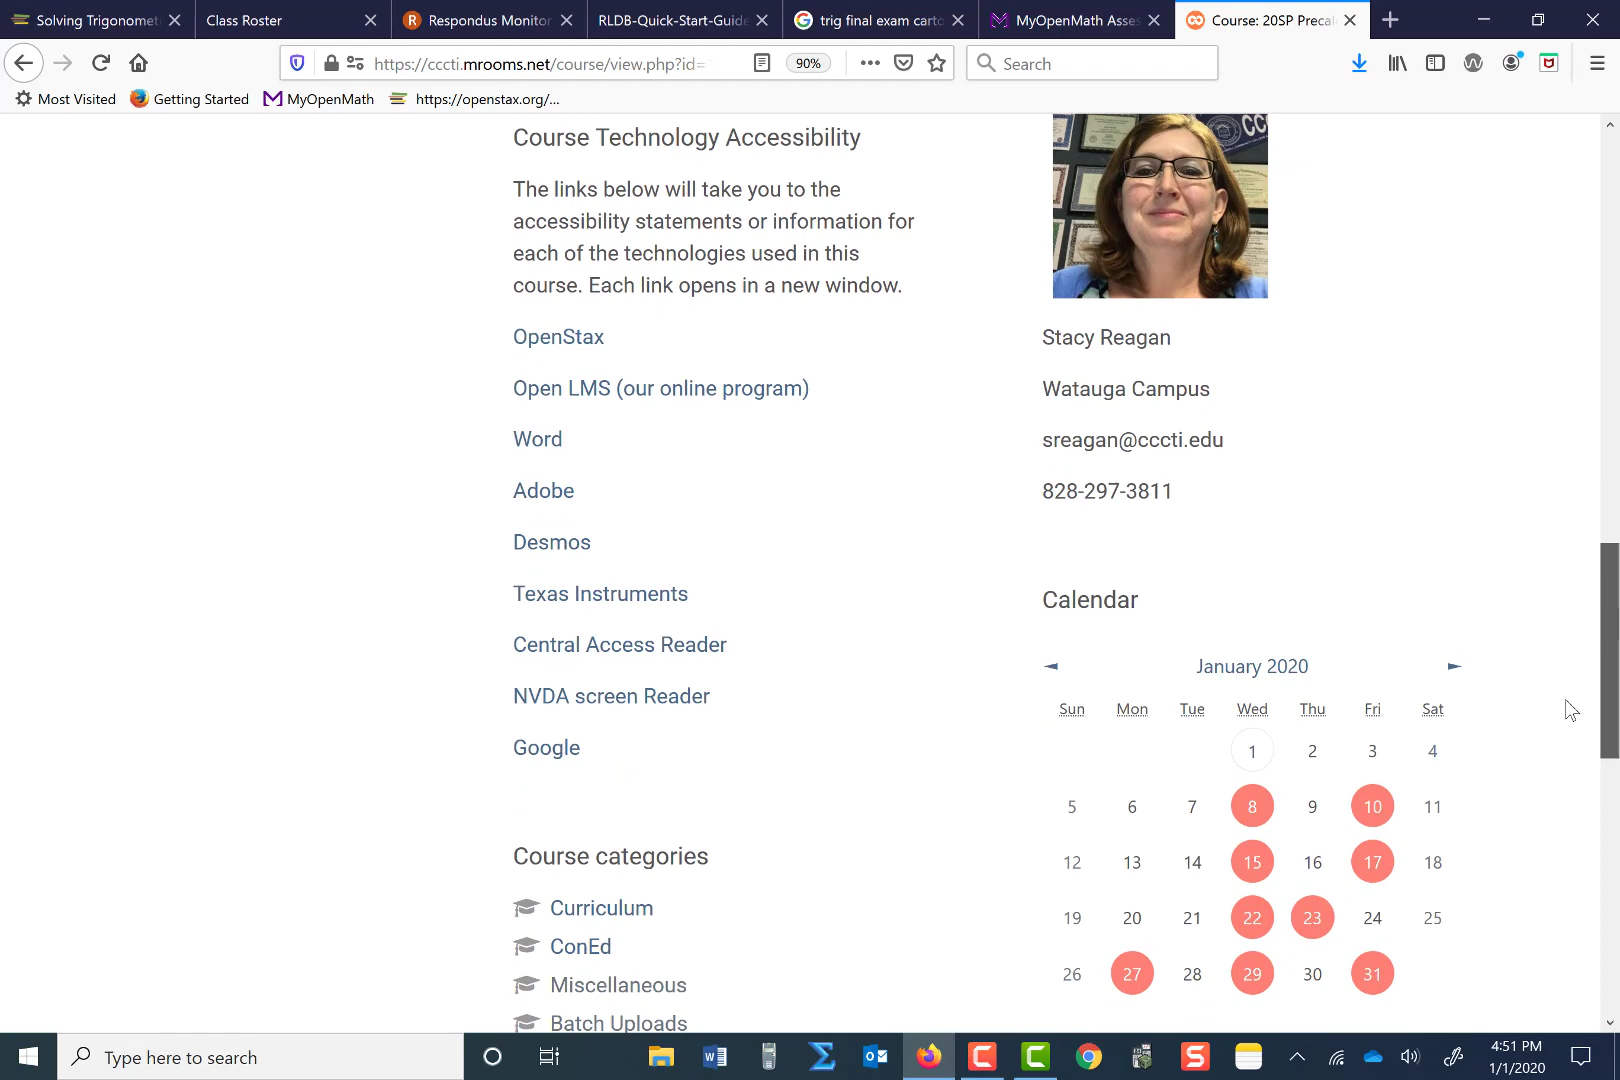 Solving Trigonomet
Class Roster
Respondus Monitor
RLDB-Quick-Start-Guide
trig final exam carto
MyOpenMath Asses
Course: 20SP Precal
https://cccti.mrooms.net/course/view.php?id=
90%
Search
Most Visited
Getting Started
MyOpenMath
https://openstax.org/...
Course Technology Accessibility
The links below will take you to the
accessibility statements or information for
each of the technologies used in this
course. Each link opens in a new window.
OpenStax
Open LMS (our online program)
Word
Adobe
Desmos
Texas Instruments
Central Access Reader
NVDA screen Reader
Google
Course categories
Curriculum
ConEd
Miscellaneous
Batch Uploads
Stacy Reagan
Watauga Campus
sreagan@cccti.edu
828-297-3811
Calendar
◄ January 2020 ►
Sun Mon Tue Wed Thu Fri Sat
1 2 3 4
5 6 7 8 9 10 11
12 13 14 15 16 17 18
19 20 21 22 23 24 25
26 27 28 29 30 31
Type here to search
4:51 PM
1/1/2020